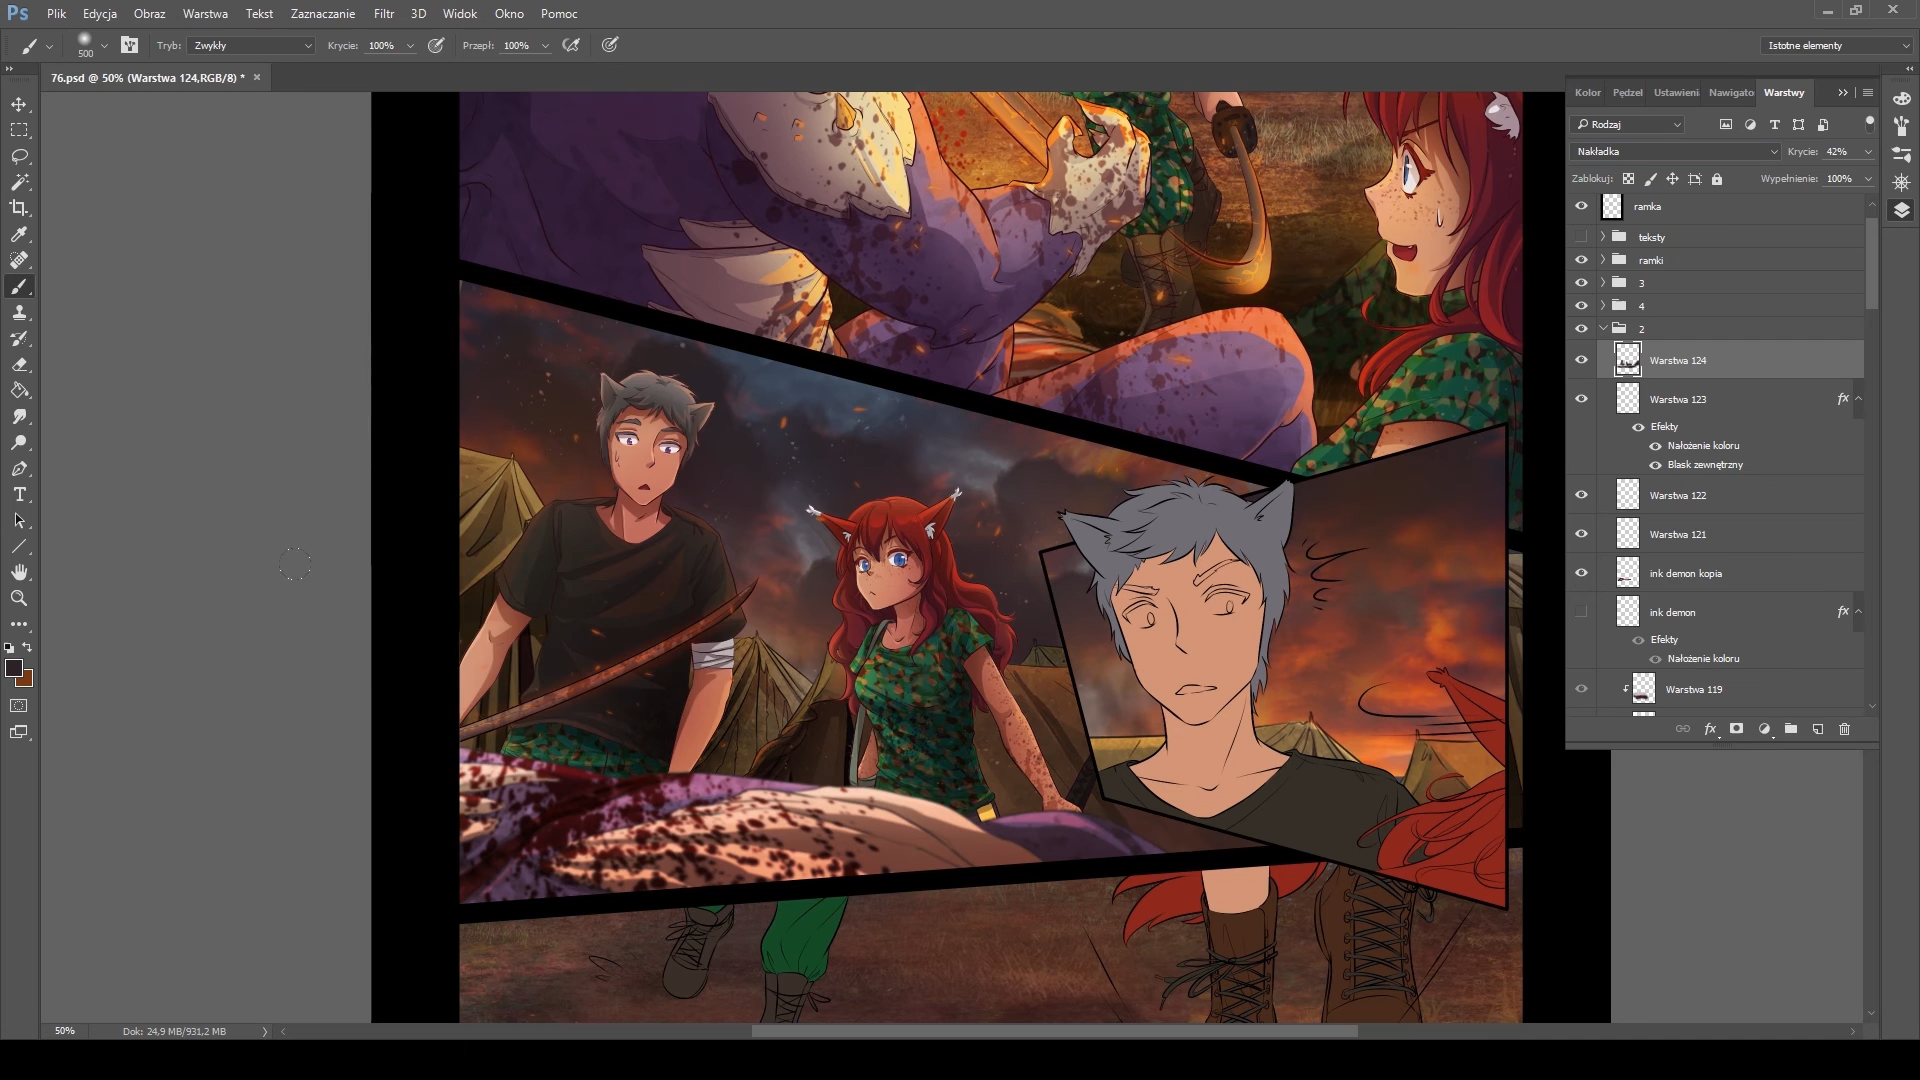 Ps Plik Edycja Obraz Warstwa Tekst Zaznaczanie Filtr 3D Widok Okno Pomoc
500 Tryb: Zwykły Krycie: 100% Przepł: 100% Istotne elementy
76.psd @ 50% (Warstwa 124,RGB/8) * ×
Kolor Pędzel Ustawieni Nawigato Warstwy
Rodzaj
Nakładka Krycie: 42%
Zablokuj: Wypełnienie: 100%
ramka
teksty
ramki
3
4
2
Warstwa 124
Warstwa 123 fx
Efekty
Nałożenie koloru
Blask zewnętrzny
Warstwa 122
Warstwa 121
ink demon kopia
ink demon fx
Efekty
Nałożenie koloru
Warstwa 119
fx
50% Dok: 24,9 MB/931,2 MB